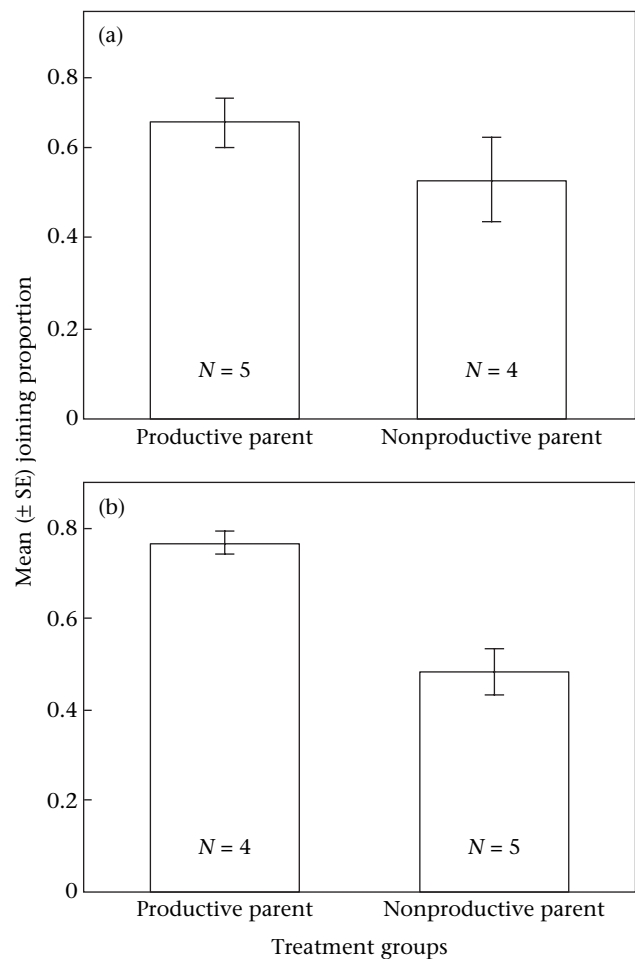 Mean (± SE) joining proportion
(a)
0.8
0.6
0.4
0.2
0
N = 5
N = 4
Productive parent
Nonproductive parent
(b)
0.8
0.6
0.4
0.2
0
N = 4
N = 5
Productive parent
Nonproductive parent
Treatment groups